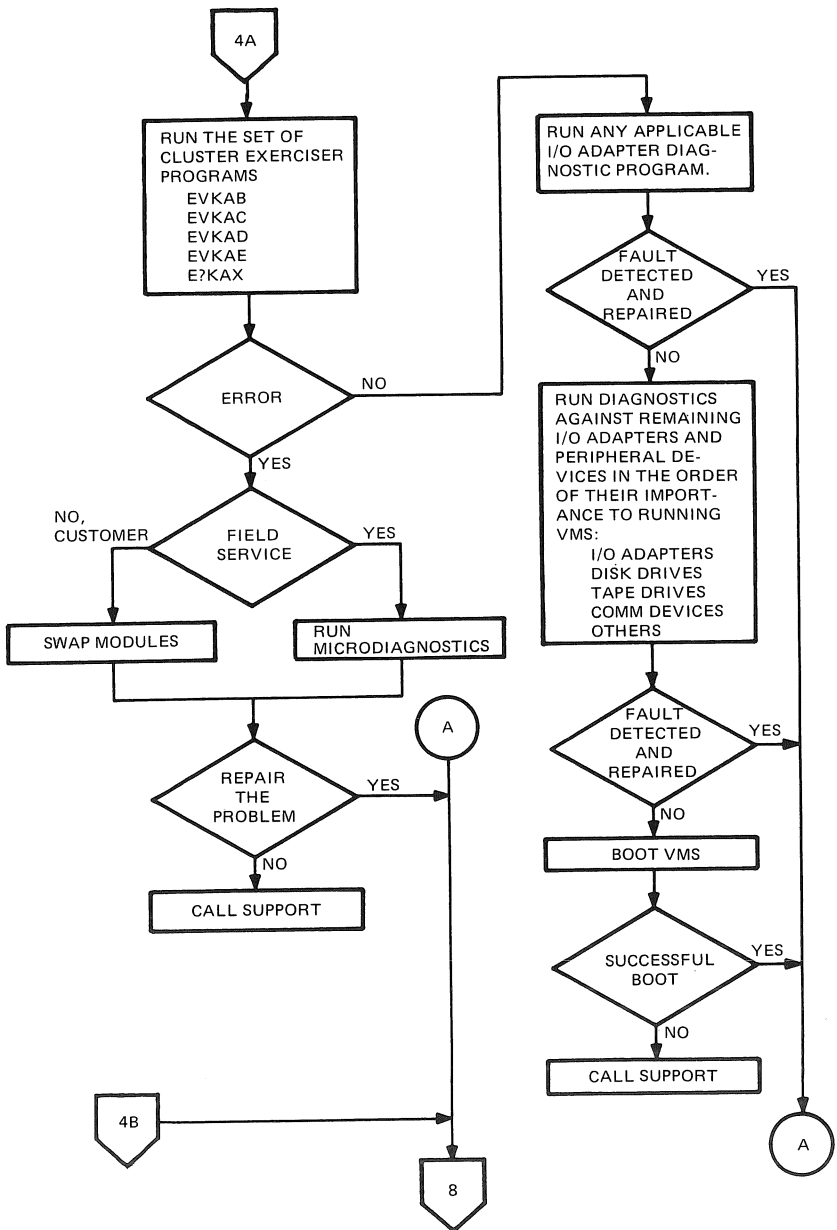 4A
RUN THE SET OF
CLUSTER EXERCISER
PROGRAMS
EVKAB
EVKAC
EVKAD
EVKAE
E?KAX
ERROR
NO
YES
FIELD
SERVICE
NO,
CUSTOMER
YES
SWAP MODULES
RUN
MICRODIAGNOSTICS
REPAIR
THE
PROBLEM
YES
NO
CALL SUPPORT
A
4B
8
RUN ANY APPLICABLE
I/O ADAPTER DIAG-
NOSTIC PROGRAM.
FAULT
DETECTED
AND
REPAIRED
YES
NO
RUN DIAGNOSTICS
AGAINST REMAINING
I/O ADAPTERS AND
PERIPHERAL DE-
VICES IN THE ORDER
OF THEIR IMPORT-
ANCE TO RUNNING
VMS:
I/O ADAPTERS
DISK DRIVES
TAPE DRIVES
COMM DEVICES
OTHERS
FAULT
DETECTED
AND
REPAIRED
YES
NO
BOOT VMS
SUCCESSFUL
BOOT
YES
NO
CALL SUPPORT
A